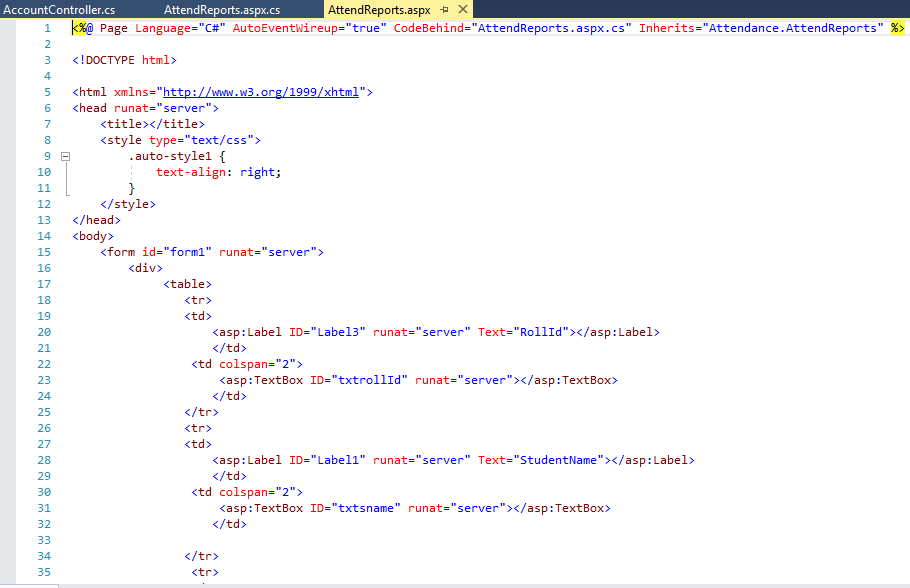 AccountController.cs AttendReports.aspx.cs AttendReports.aspx
1 <%@ Page Language="C#" AutoEventWireup="true" CodeBehind="AttendReports.aspx.cs" Inherits="Attendance.AttendReports" %>
2
3 <!DOCTYPE html>
4
5 <html xmlns="http://www.w3.org/1999/xhtml">
6 <head runat="server">
7     <title></title>
8     <style type="text/css">
9         .auto-style1 {
10             text-align: right;
11         }
12     </style>
13 </head>
14 <body>
15     <form id="form1" runat="server">
16         <div>
17              <table>
18                 <tr>
19                 <td>
20                     <asp:Label ID="Label3" runat="server" Text="RollId"></asp:Label>
21                     </td>
22                  <td colspan="2">
23                      <asp:TextBox ID="txtrollId" runat="server"></asp:TextBox>
24                     </td>
25                 </tr>
26                 <tr>
27                 <td>
28                     <asp:Label ID="Label1" runat="server" Text="StudentName"></asp:Label>
29                     </td>
30                  <td colspan="2">
31                      <asp:TextBox ID="txtsname" runat="server"></asp:TextBox>
32                     </td>
33
34                 </tr>
35                  <tr>